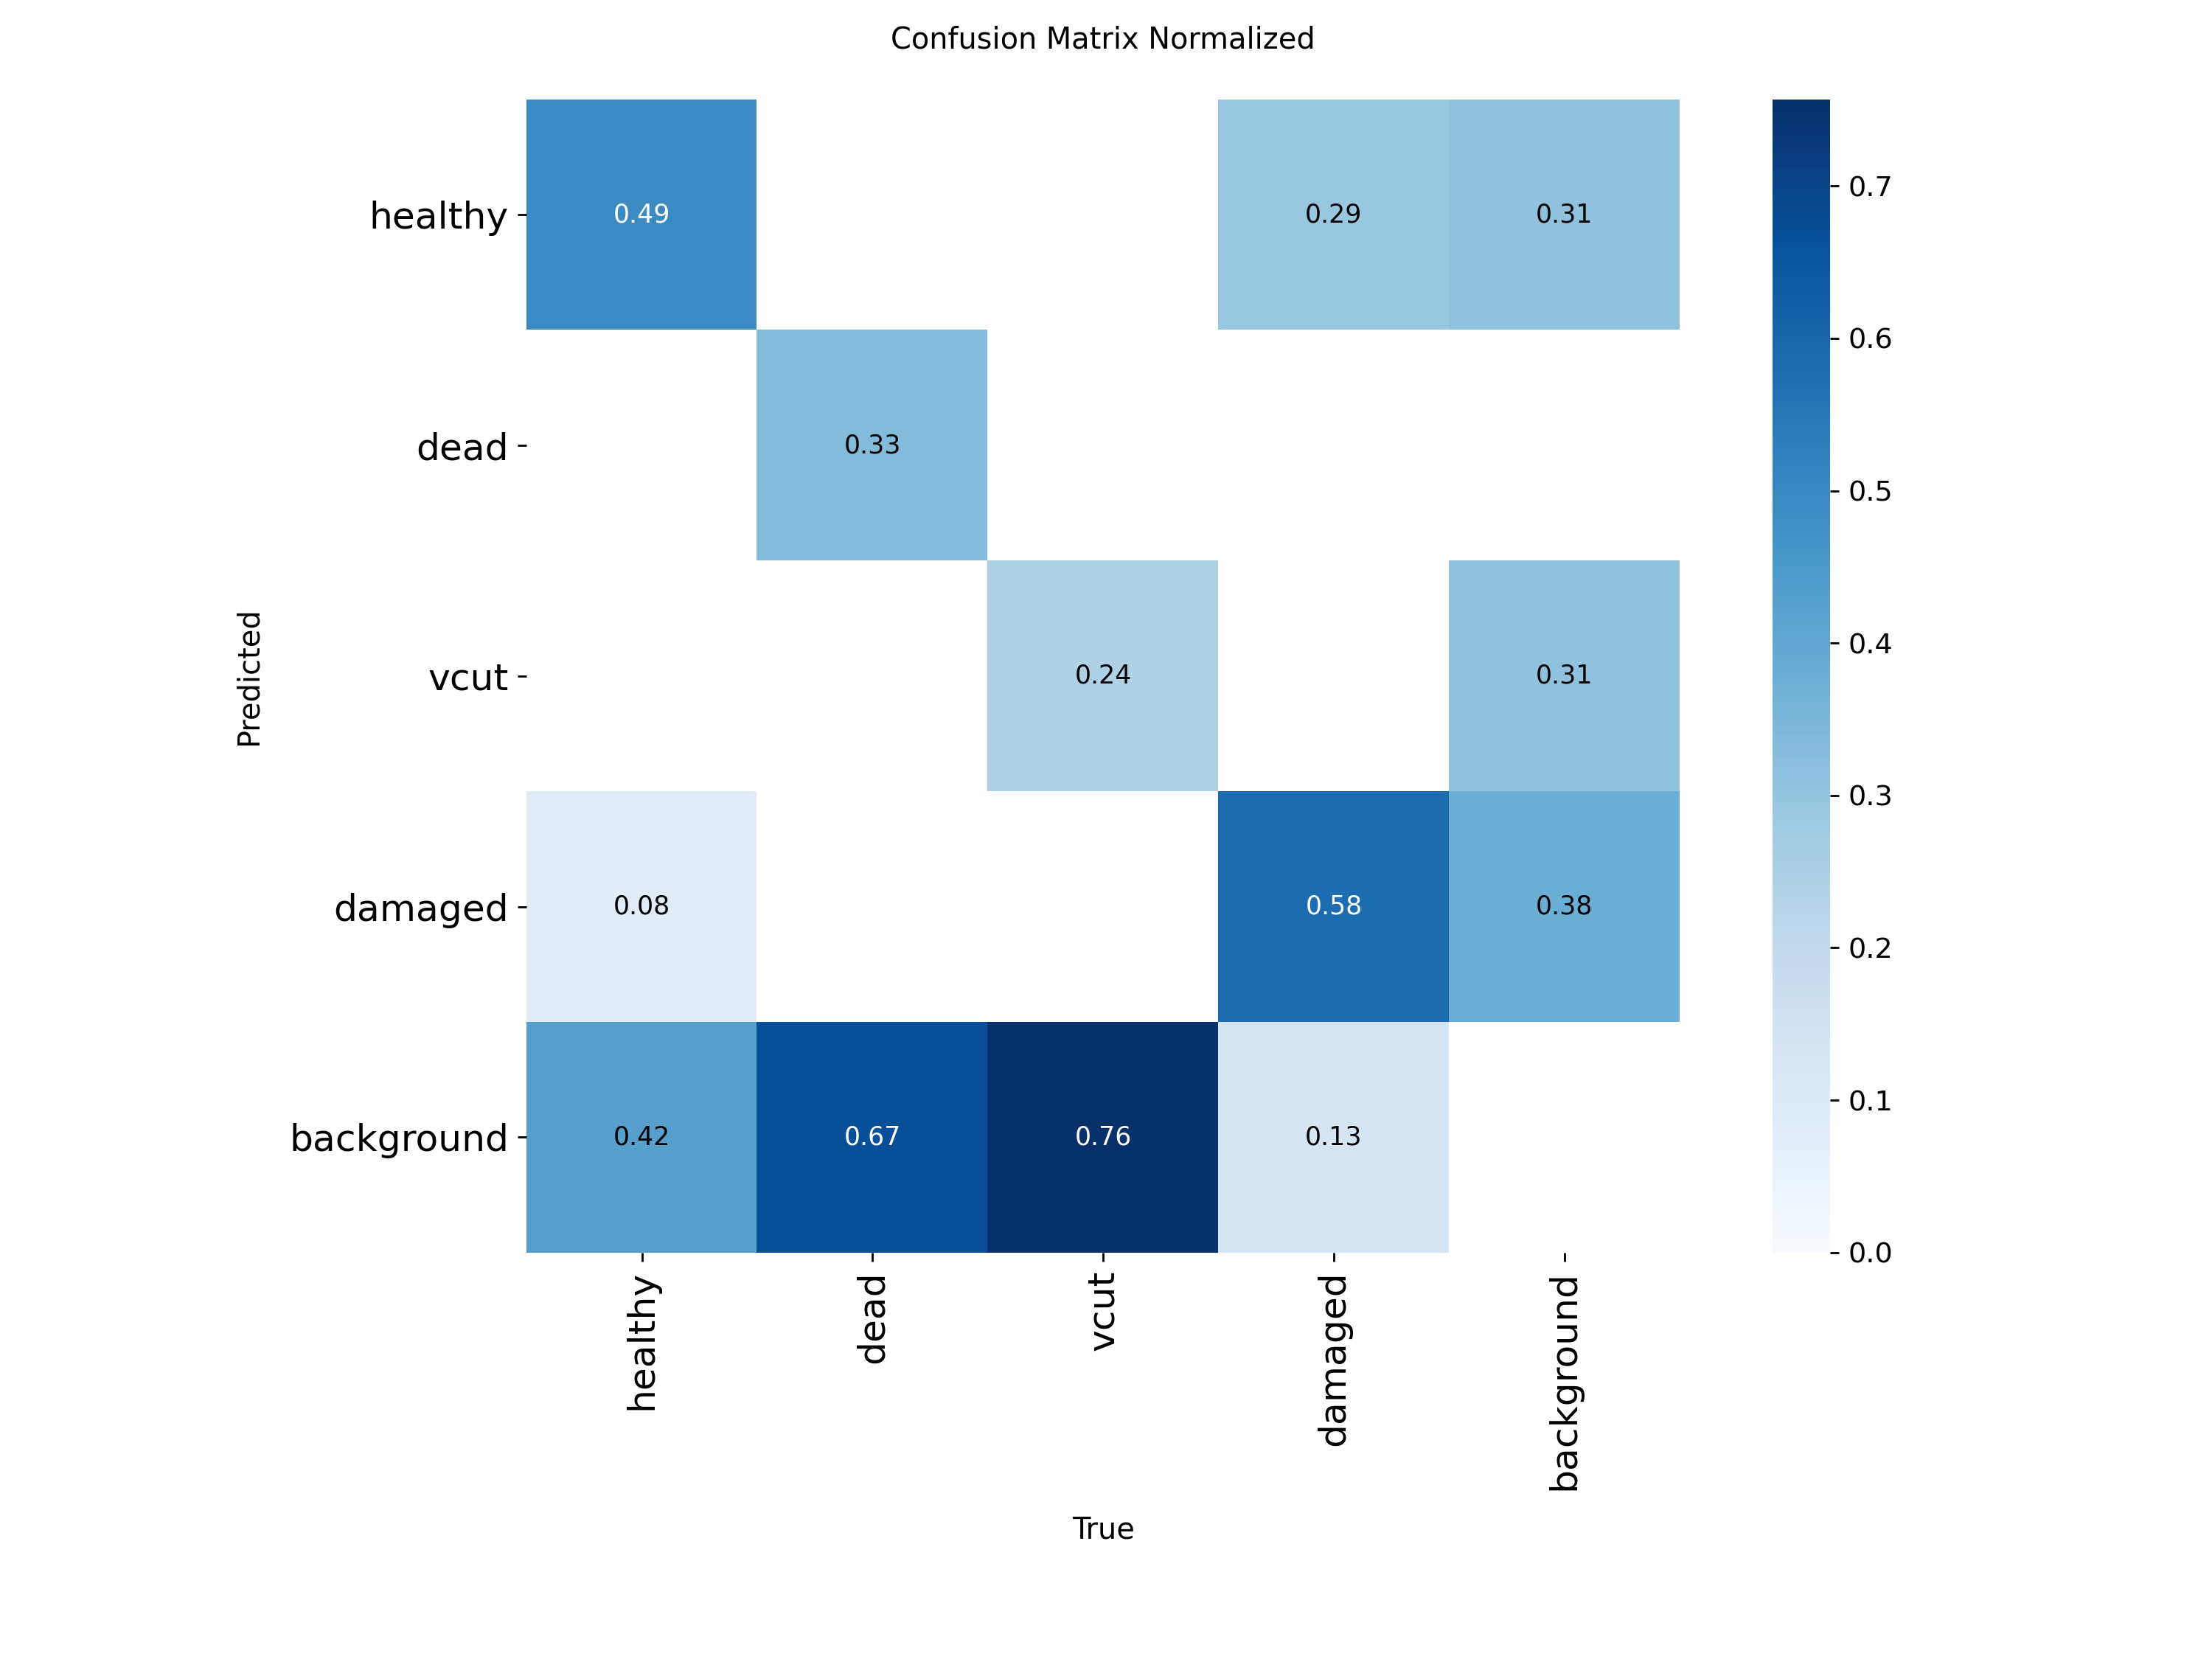 Confusion Matrix Normalized
healthy
0.49
0.29
0.31
dead
0.33
vcut
0.24
0.31
damaged
0.08
0.58
0.38
background
0.42
0.67
0.76
0.13
Predicted
healthy
dead
vcut
damaged
background
True
0.7
0.6
0.5
0.4
0.3
0.2
0.1
0.0